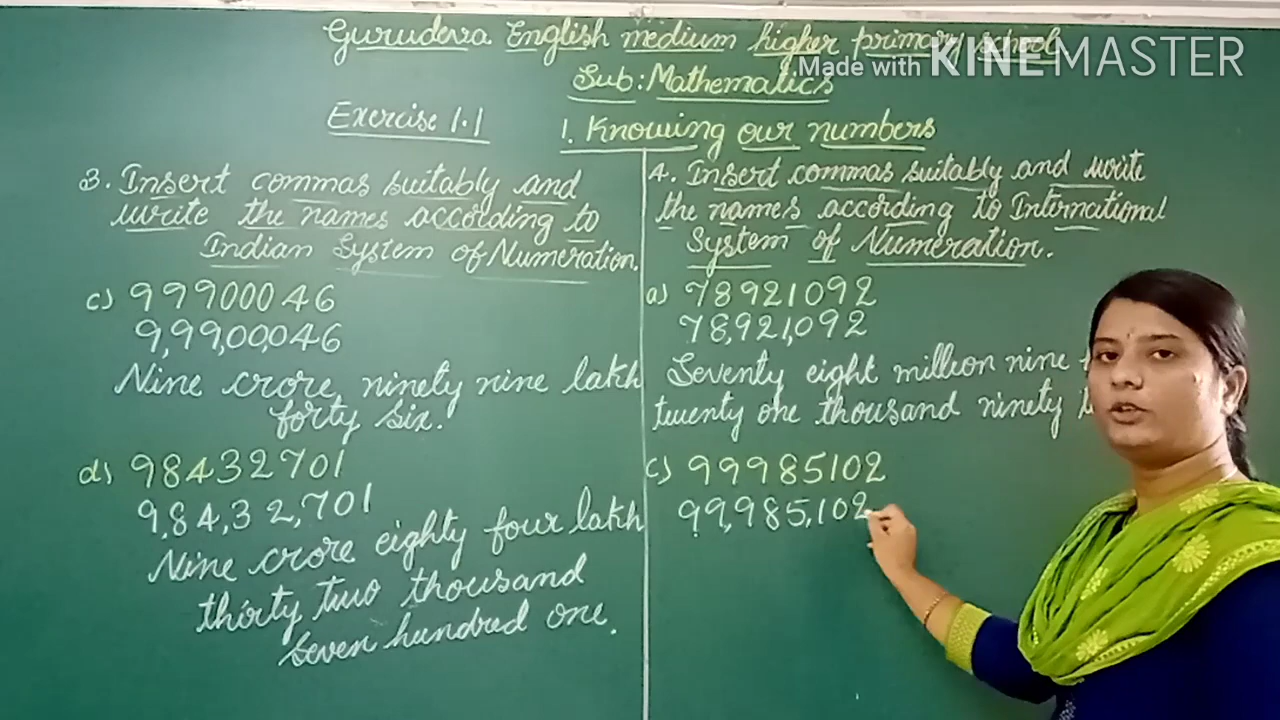 Gurudeva English medium higher primary school
Made with KINEMASTER
Sub: Mathematics
Exercise 1.1
1. Knowing our numbers
3. Insert commas suitably and
write the names according to
Indian System of Numeration.
c) 99900046
9,99,00,046
Nine crore ninety nine lakh
forty six.
d) 98432701
9,84,32,701
Nine crore eighty four lakh
thirty two thousand
seven hundred one.
4. Insert commas suitably and write
the names according to International
System of Numeration.
a) 78921092
78,921,092
Seventy eight million nine
twenty one thousand ninety
c) 99985102
99,985,102